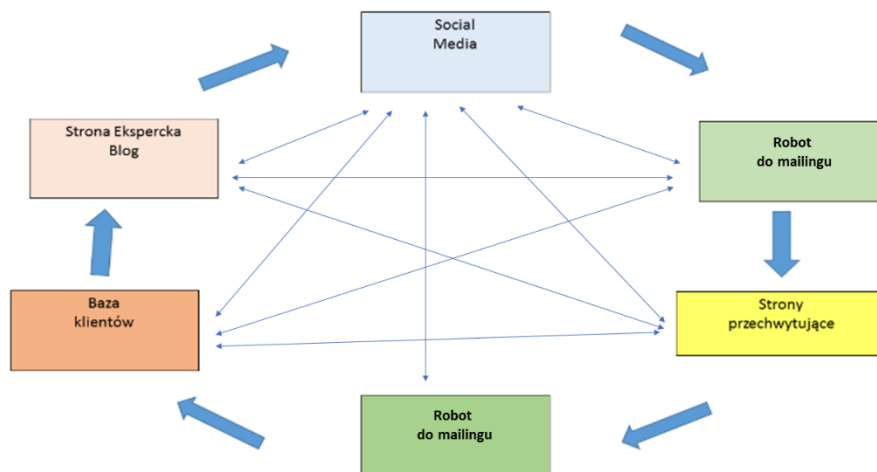 Social
Media
Strona Ekspercka
Blog
Robot
do mailingu
Baza
klientów
Strony
przechwytujące
Robot
do mailingu